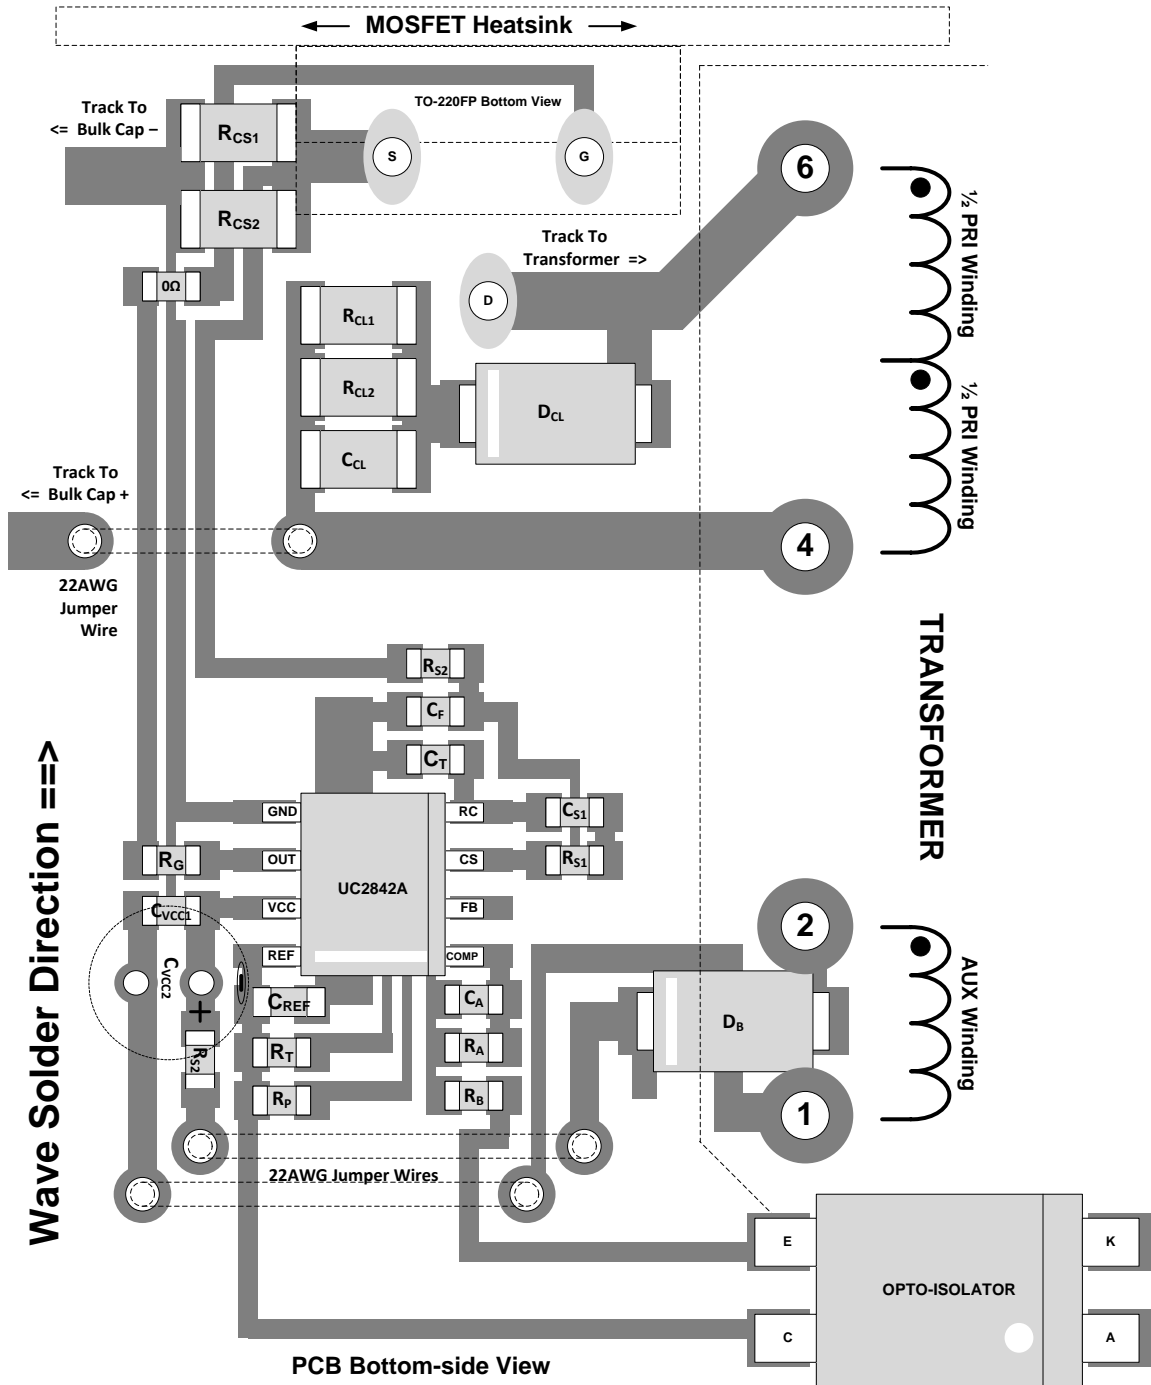 MOSFET Heatsink
TO-220FP Bottom View
Track To
<= Bulk Cap –
RCS1
S
G
6
½ PRI Winding
RCS2
Track To
Transformer =>
0Ω
D
RCL1
RCL2
DCL
½ PRI Winding
CCL
Track To
<= Bulk Cap +
4
22AWG
Jumper
Wire
TRANSFORMER
RS2
CF
CT
Wave Solder Direction ==>
GND
RC
CS1
OUT
CS
RG
RS1
UC2842A
VCC
FB
CVCC1
2
REF
COMP
CVCC2
AUX Winding
CREF
CA
DB
+
RS2
RT
RA
RP
RB
1
22AWG Jumper Wires
E
K
OPTO-ISOLATOR
C
A
PCB Bottom-side View